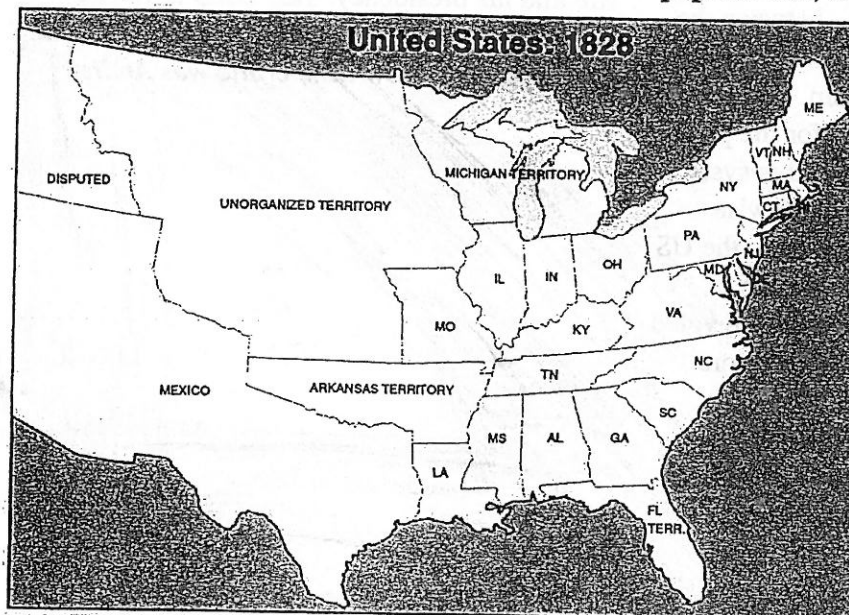 United States: 1828
ME
VT
NH
DISPUTED
MICHIGAN TERRITORY
NY
MA
CT
UNORGANIZED TERRITORY
PA
NJ
IL
IN
OH
MD
VA
MO
KY
NC
TN
MEXICO
ARKANSAS TERRITORY
SC
MS
AL
GA
LA
FL
TERR.